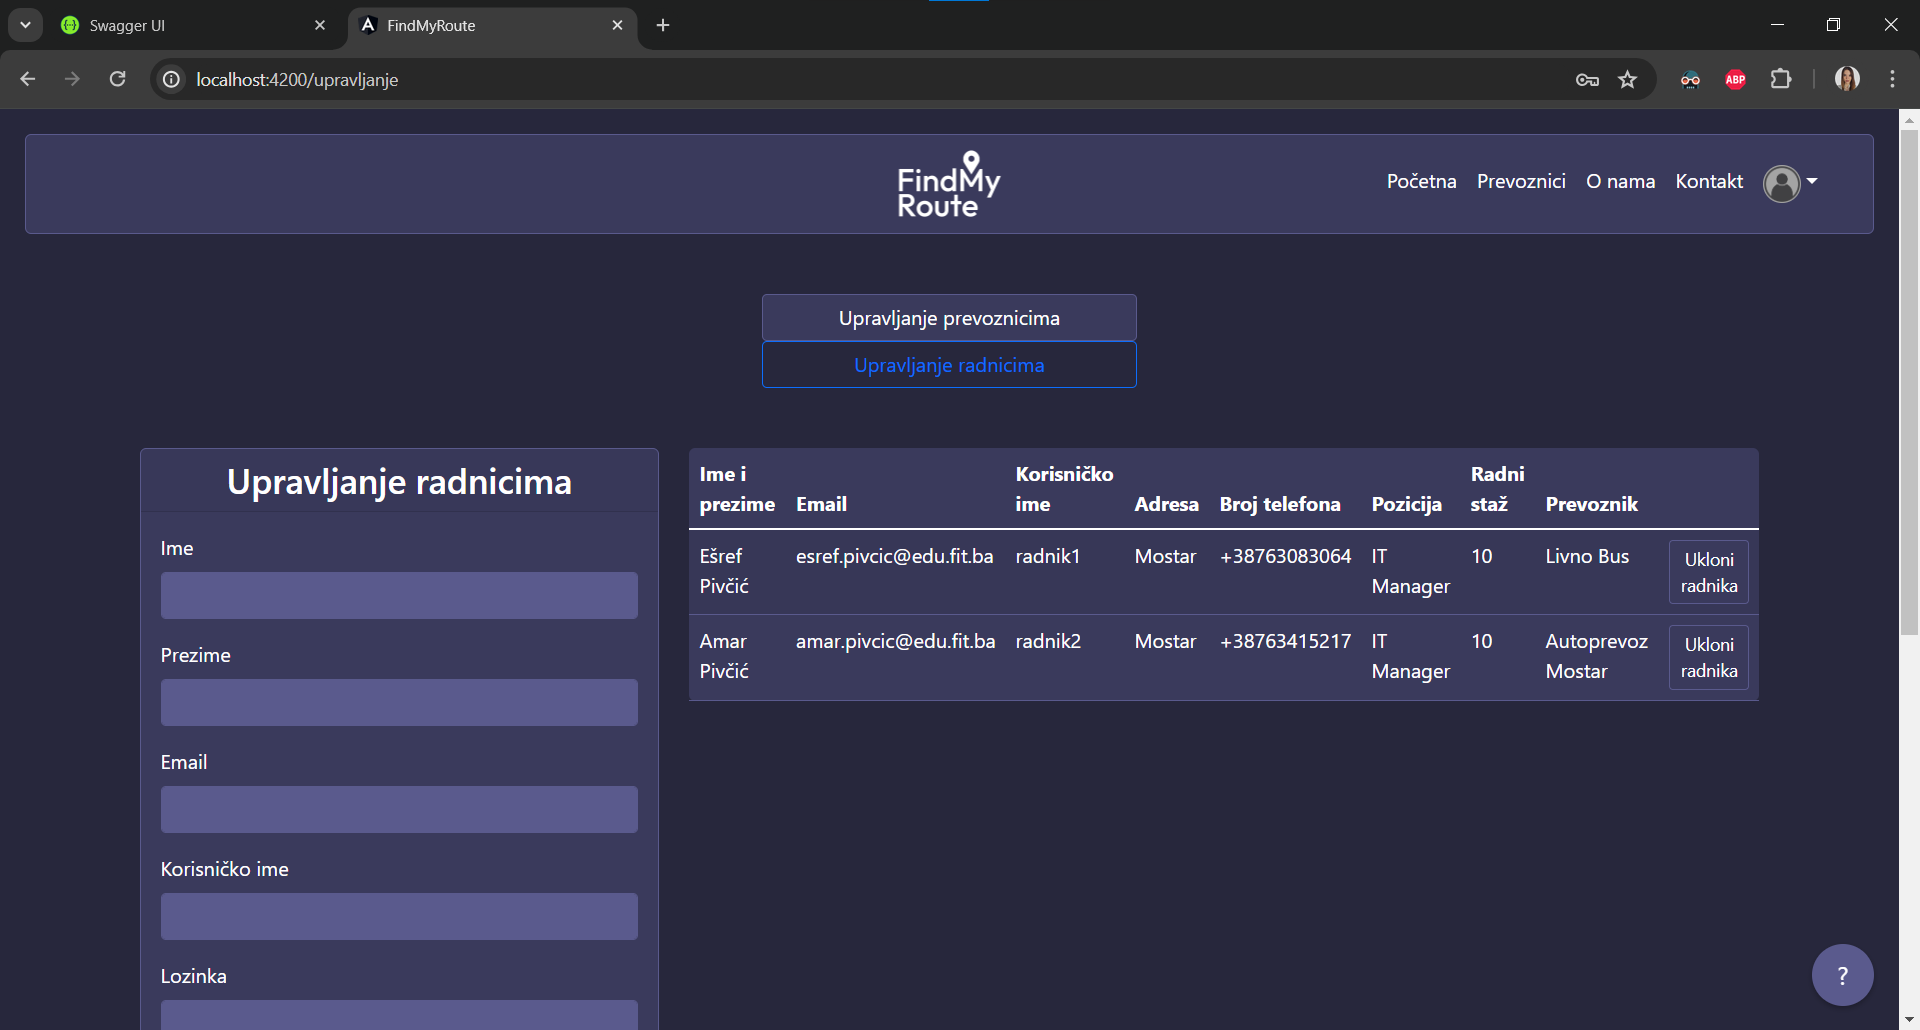 Swagger UI
FindMyRoute
localhost:4200/upravljanje
ABP
FindMy
Route
Početna Prevoznici O nama Kontakt
Upravljanje prevoznicima
Upravljanje radnicima
Upravljanje radnicima
Ime
Prezime
Email
Korisničko ime
Lozinka
Ime i prezime Email Korisničko ime Adresa Broj telefona Pozicija Radni staž Prevoznik
Ešref Pivčić esref.pivcic@edu.fit.ba radnik1 Mostar +38763083064 IT Manager 10 Livno Bus Ukloni radnika
Amar Pivčić amar.pivcic@edu.fit.ba radnik2 Mostar +38763415217 IT Manager 10 Autoprevoz Mostar Ukloni radnika
?